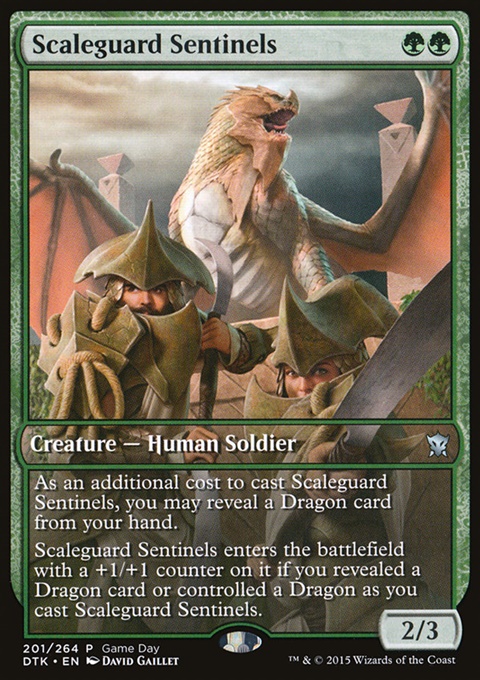 Scaleguard Sentinels
Creature — Human Soldier
As an additional cost to cast Scaleguard
Sentinels, you may reveal a Dragon card
from your hand.
Scaleguard Sentinels enters the battlefield
with a +1/+1 counter on it if you revealed a
Dragon card or controlled a Dragon as you
cast Scaleguard Sentinels.
2/3
201/264 P Game Day
DTK • EN DAVID GAILLET
™ & © 2015 Wizards of the Coast